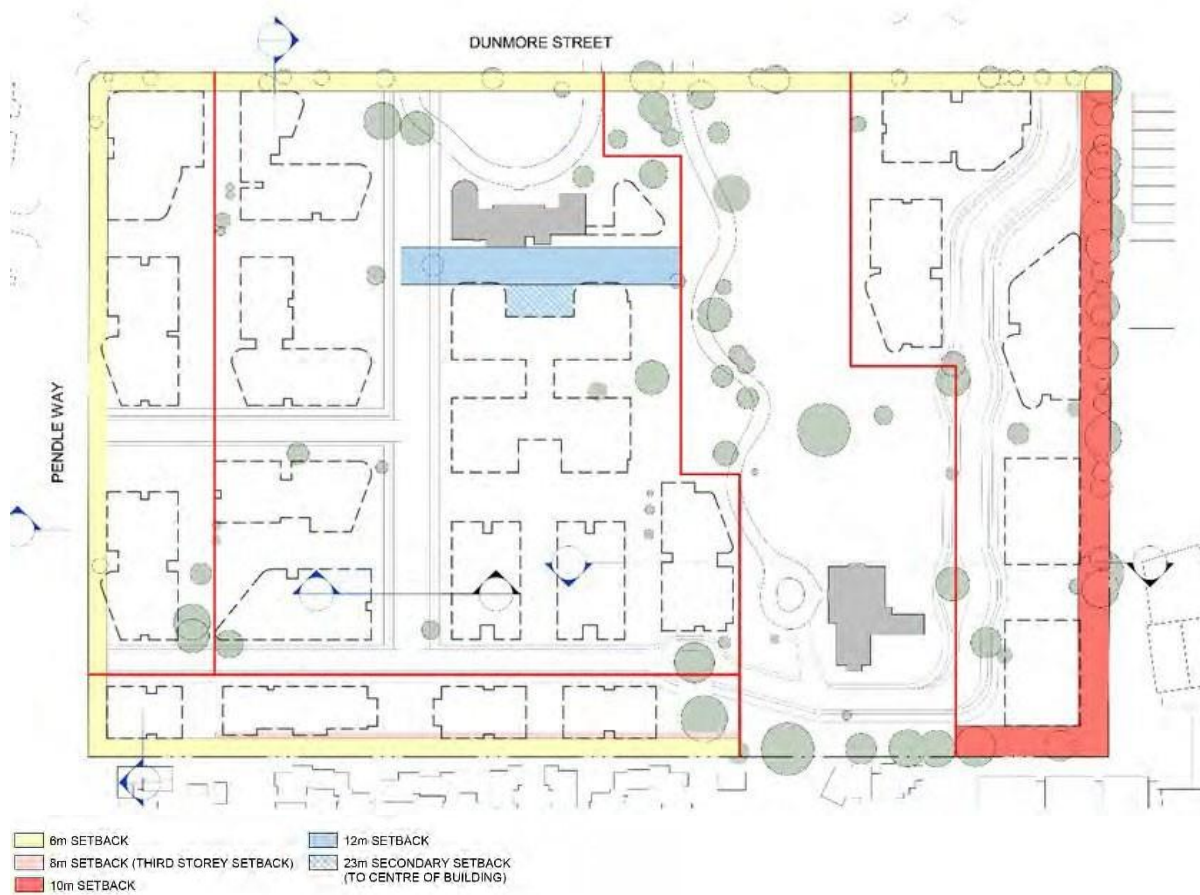 DUNMORE STREET
PENDLE WAY
6m SETBACK
8m SETBACK (THIRD STOREY SETBACK)
10m SETBACK
12m SETBACK
23m SECONDARY SETBACK
(TO CENTRE OF BUILDING)